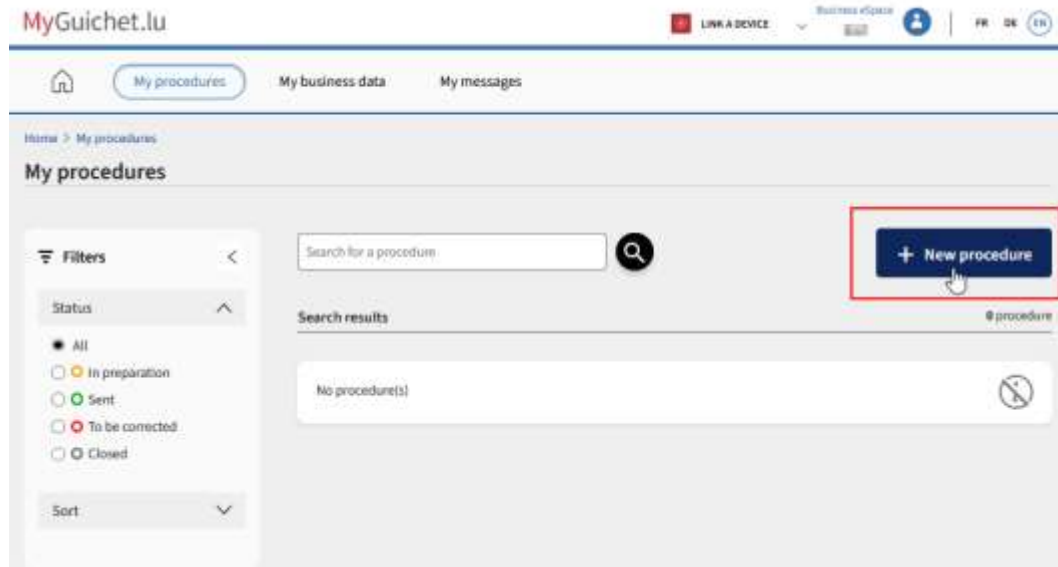 MyGuichet.lu
LINK A DEVICE
Business eSpace
FR DE EN
My procedures
My business data
My messages
Home > My procedures
My procedures
Filters
Search for a procedure
+ New procedure
Status
Search results
0 procedure
All
In preparation
No procedure(s)
Sent
To be corrected
Closed
Sort